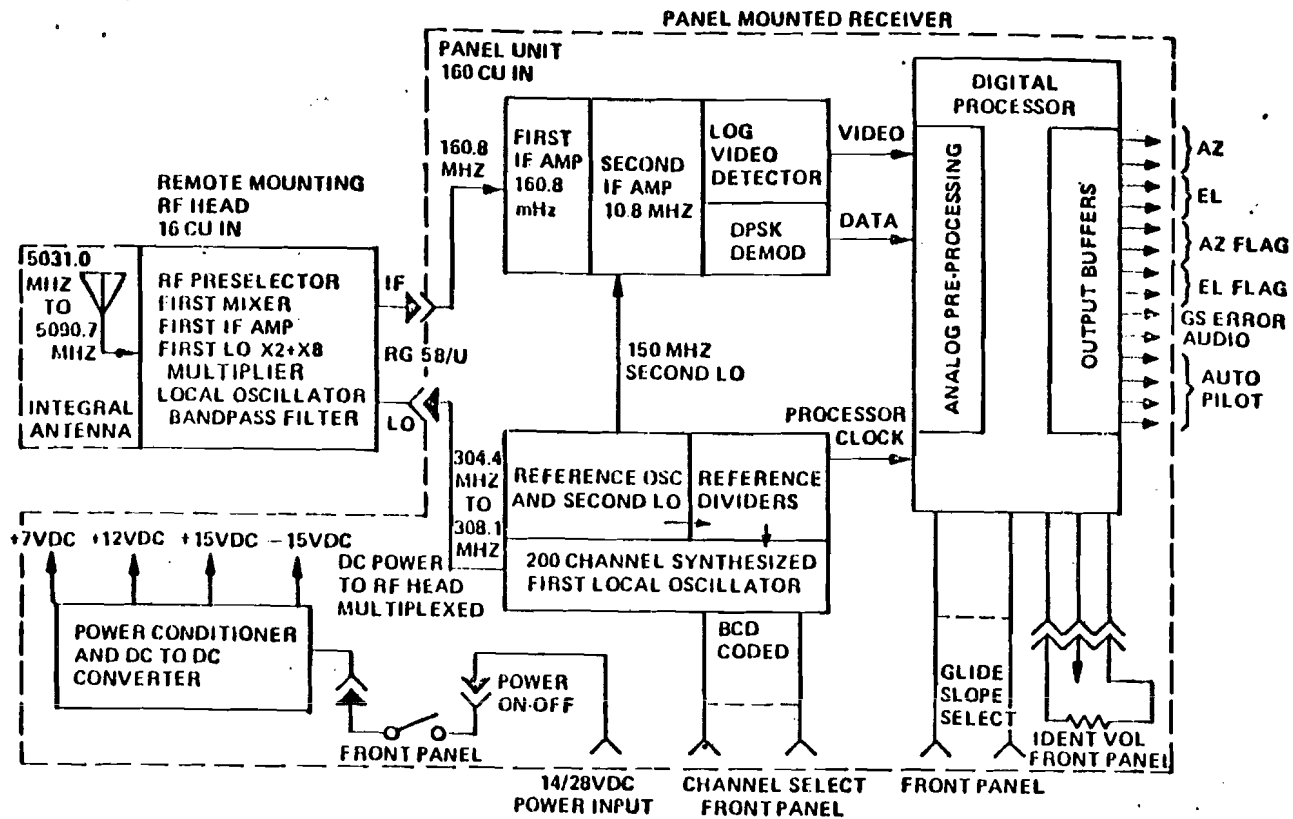 PANEL MOUNTED RECEIVER
PANEL UNIT
160 CU IN
REMOTE MOUNTING
RF HEAD
16 CU IN
5031.0
MHZ
TO
5090.7
MHZ
INTEGRAL
ANTENNA
RF PRESELECTOR
FIRST MIXER
FIRST IF AMP
FIRST LO X2+X8
MULTIPLIER
LOCAL OSCILLATOR
BANDPASS FILTER
IF
RG 58/U
LO
160.8
MHZ
FIRST
IF AMP
160.8
mHz
SECOND
IF AMP
10.8 MHZ
LOG
VIDEO
DETECTOR
DPSK
DEMOD
VIDEO
DATA
150 MHZ
SECOND LO
PROCESSOR
CLOCK
DIGITAL
PROCESSOR
ANALOG PRE-PROCESSING
OUTPUT BUFFERS
AZ
EL
AZ FLAG
EL FLAG
GS ERROR
AUDIO
AUTO
PILOT
304.4
MHZ
TO
308.1
MHZ
REFERENCE OSC
AND SECOND LO
REFERENCE
DIVIDERS
200 CHANNEL SYNTHESIZED
FIRST LOCAL OSCILLATOR
DC POWER
TO RF HEAD
MULTIPLEXED
+7VDC +12VDC +15VDC -15VDC
POWER CONDITIONER
AND DC TO DC
CONVERTER
POWER
ON-OFF
FRONT PANEL
BCD
CODED
GLIDE
SLOPE
SELECT
IDENT VOL
FRONT PANEL
14/28VDC
POWER INPUT
CHANNEL SELECT
FRONT PANEL
FRONT PANEL